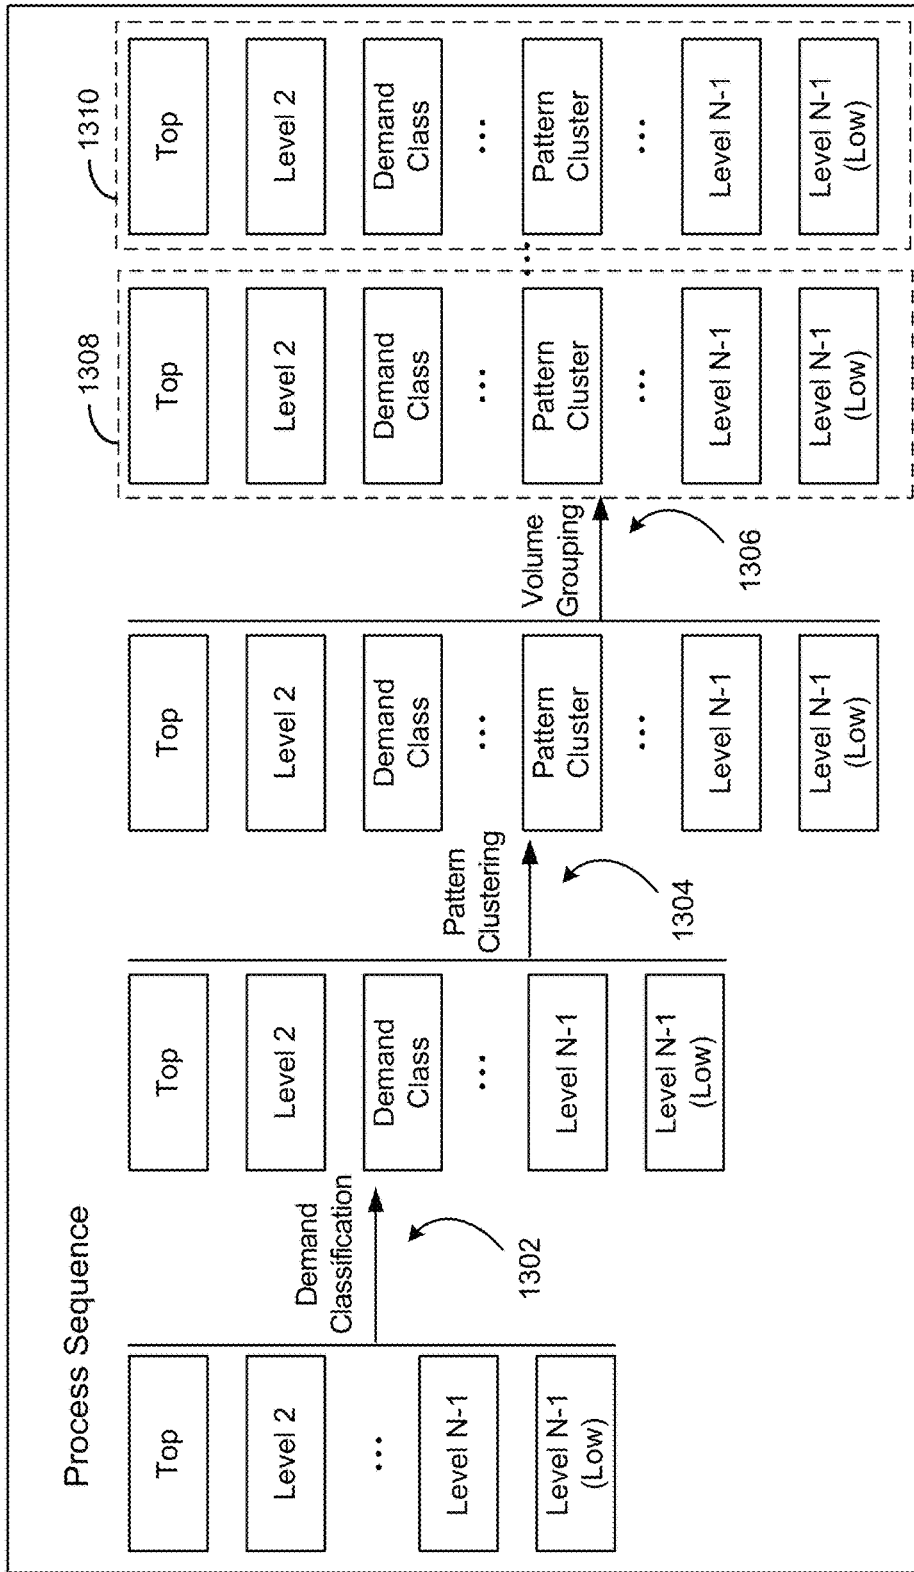 Process Sequence
Top
Level 2
...
Level N-1
Level N-1
(Low)
Demand
Classification
1302
Top
Level 2
Demand
Class
...
Level N-1
Level N-1
(Low)
Pattern
Clustering
1304
Top
Level 2
Demand
Class
...
Pattern
Cluster
...
Level N-1
Level N-1
(Low)
Volume
Grouping
1306
1308
Top
Level 2
Demand
Class
...
Pattern
Cluster
...
Level N-1
Level N-1
(Low)
...
1310
Top
Level 2
Demand
Class
...
Pattern
Cluster
...
Level N-1
Level N-1
(Low)